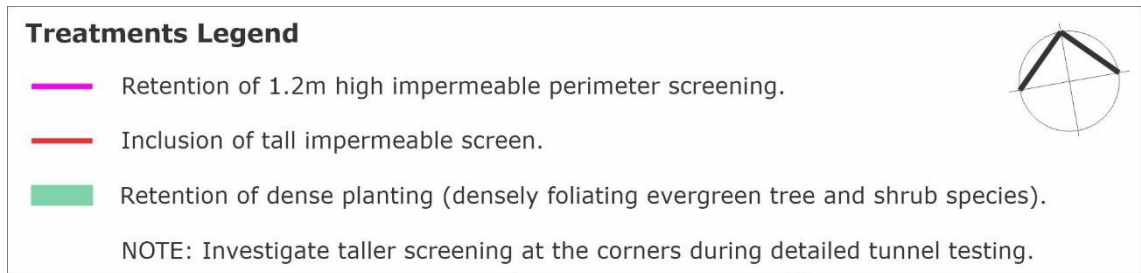 Treatments Legend
Retention of 1.2m high impermeable perimeter screening.
Inclusion of tall impermeable screen.
Retention of dense planting (densely foliating evergreen tree and shrub species).
NOTE: Investigate taller screening at the corners during detailed tunnel testing.